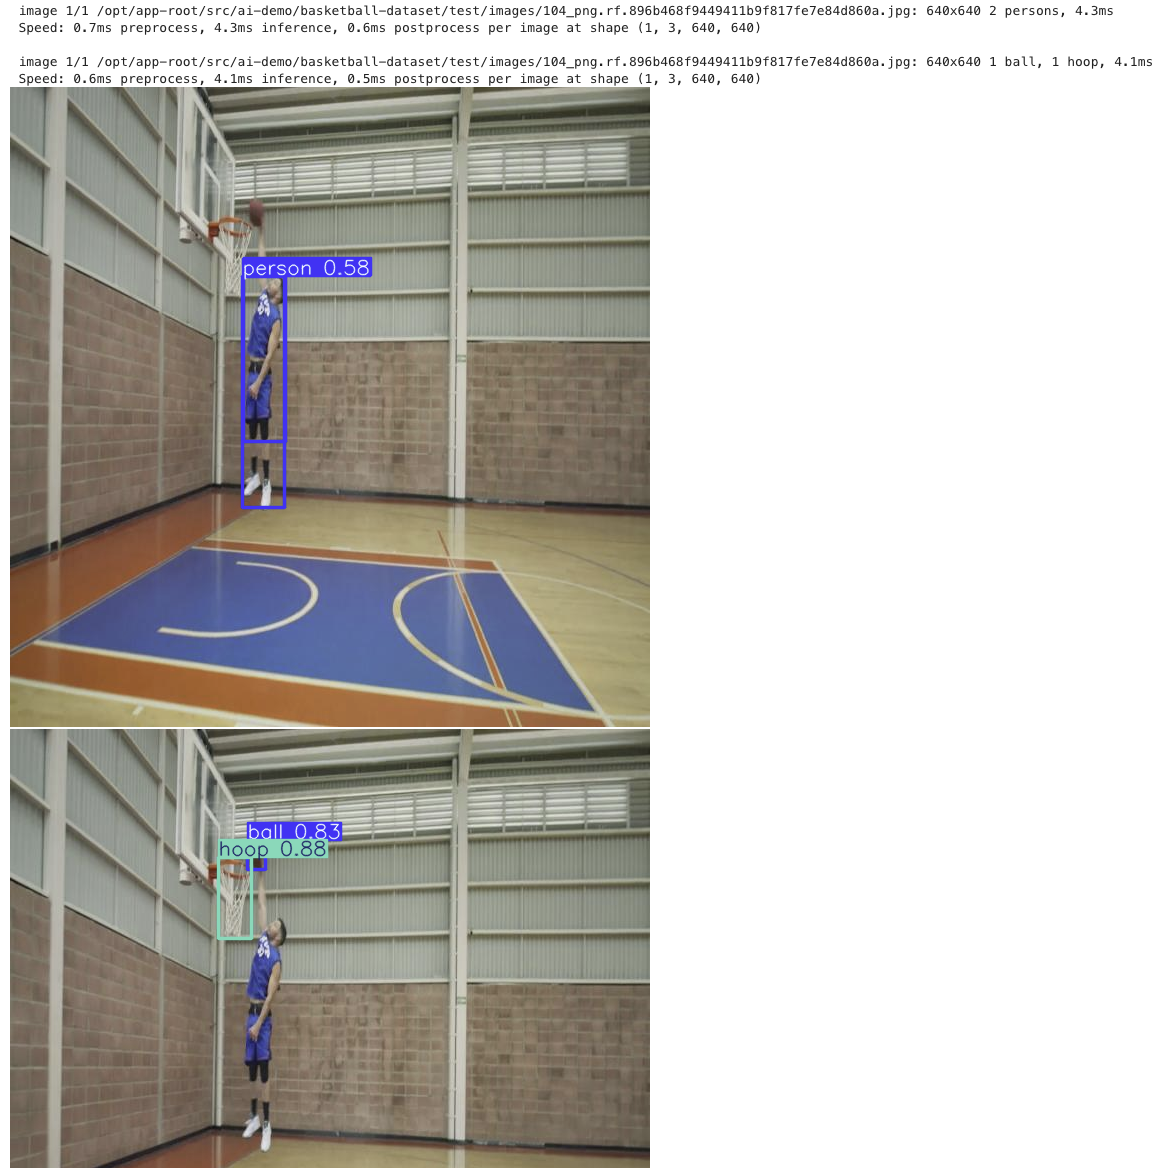 image 1/1 /opt/app-root/src/ai-demo/basketball-dataset/test/images/104_png.rf.896b468f9449411b9f817fe7e84d860a.jpg: 640x640 2 persons, 4.3ms
Speed: 0.7ms preprocess, 4.3ms inference, 0.6ms postprocess per image at shape (1, 3, 640, 640)
image 1/1 /opt/app-root/src/ai-demo/basketball-dataset/test/images/104_png.rf.896b468f9449411b9f817fe7e84d860a.jpg: 640x640 1 ball, 1 hoop, 4.1ms
Speed: 0.6ms preprocess, 4.1ms inference, 0.5ms postprocess per image at shape (1, 3, 640, 640)
person 0.58
ball 0.83
hoop 0.88